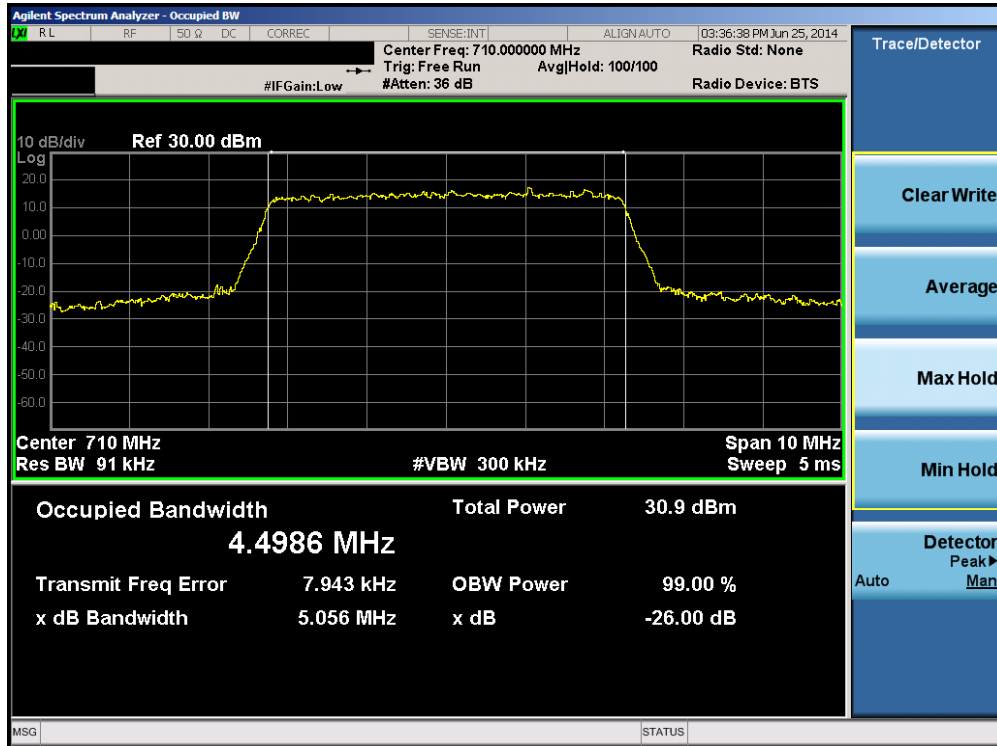 Agilent Spectrum Analyzer - Occupied BW
LXI RL RF 50 Ω DC CORREC SENSE:INT ALIGN AUTO 03:36:38 PM Jun 25, 2014
Center Freq: 710.000000 MHz Radio Std: None
Trig: Free Run Avg|Hold: 100/100
#IFGain:Low #Atten: 36 dB Radio Device: BTS
10 dB/div Ref 30.00 dBm
Log
20.0
10.0
0.00
-10.0
-20.0
-30.0
-40.0
-50.0
-60.0
Center 710 MHz Span 10 MHz
Res BW 91 kHz #VBW 300 kHz Sweep 5 ms
Occupied Bandwidth Total Power 30.9 dBm
4.4986 MHz
Transmit Freq Error 7.943 kHz OBW Power 99.00 %
x dB Bandwidth 5.056 MHz x dB -26.00 dB
MSG STATUS
Trace/Detector
Clear Write
Average
Max Hold
Min Hold
Detector
Peak▶
Auto Man